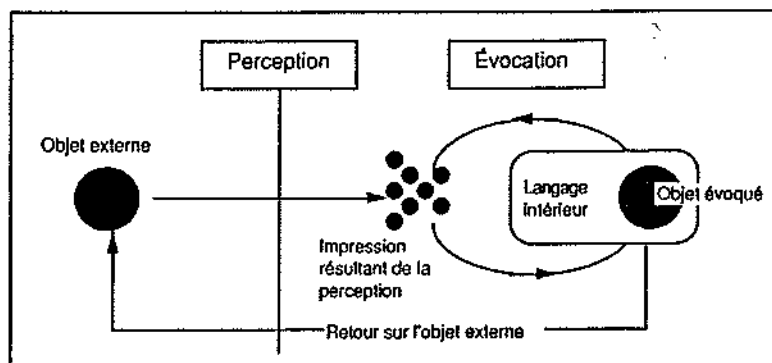 Perception
Évocation
Objet externe
Langage
intérieur
Objet évoqué
Impression
résultant de la
perception
Retour sur l'objet externe